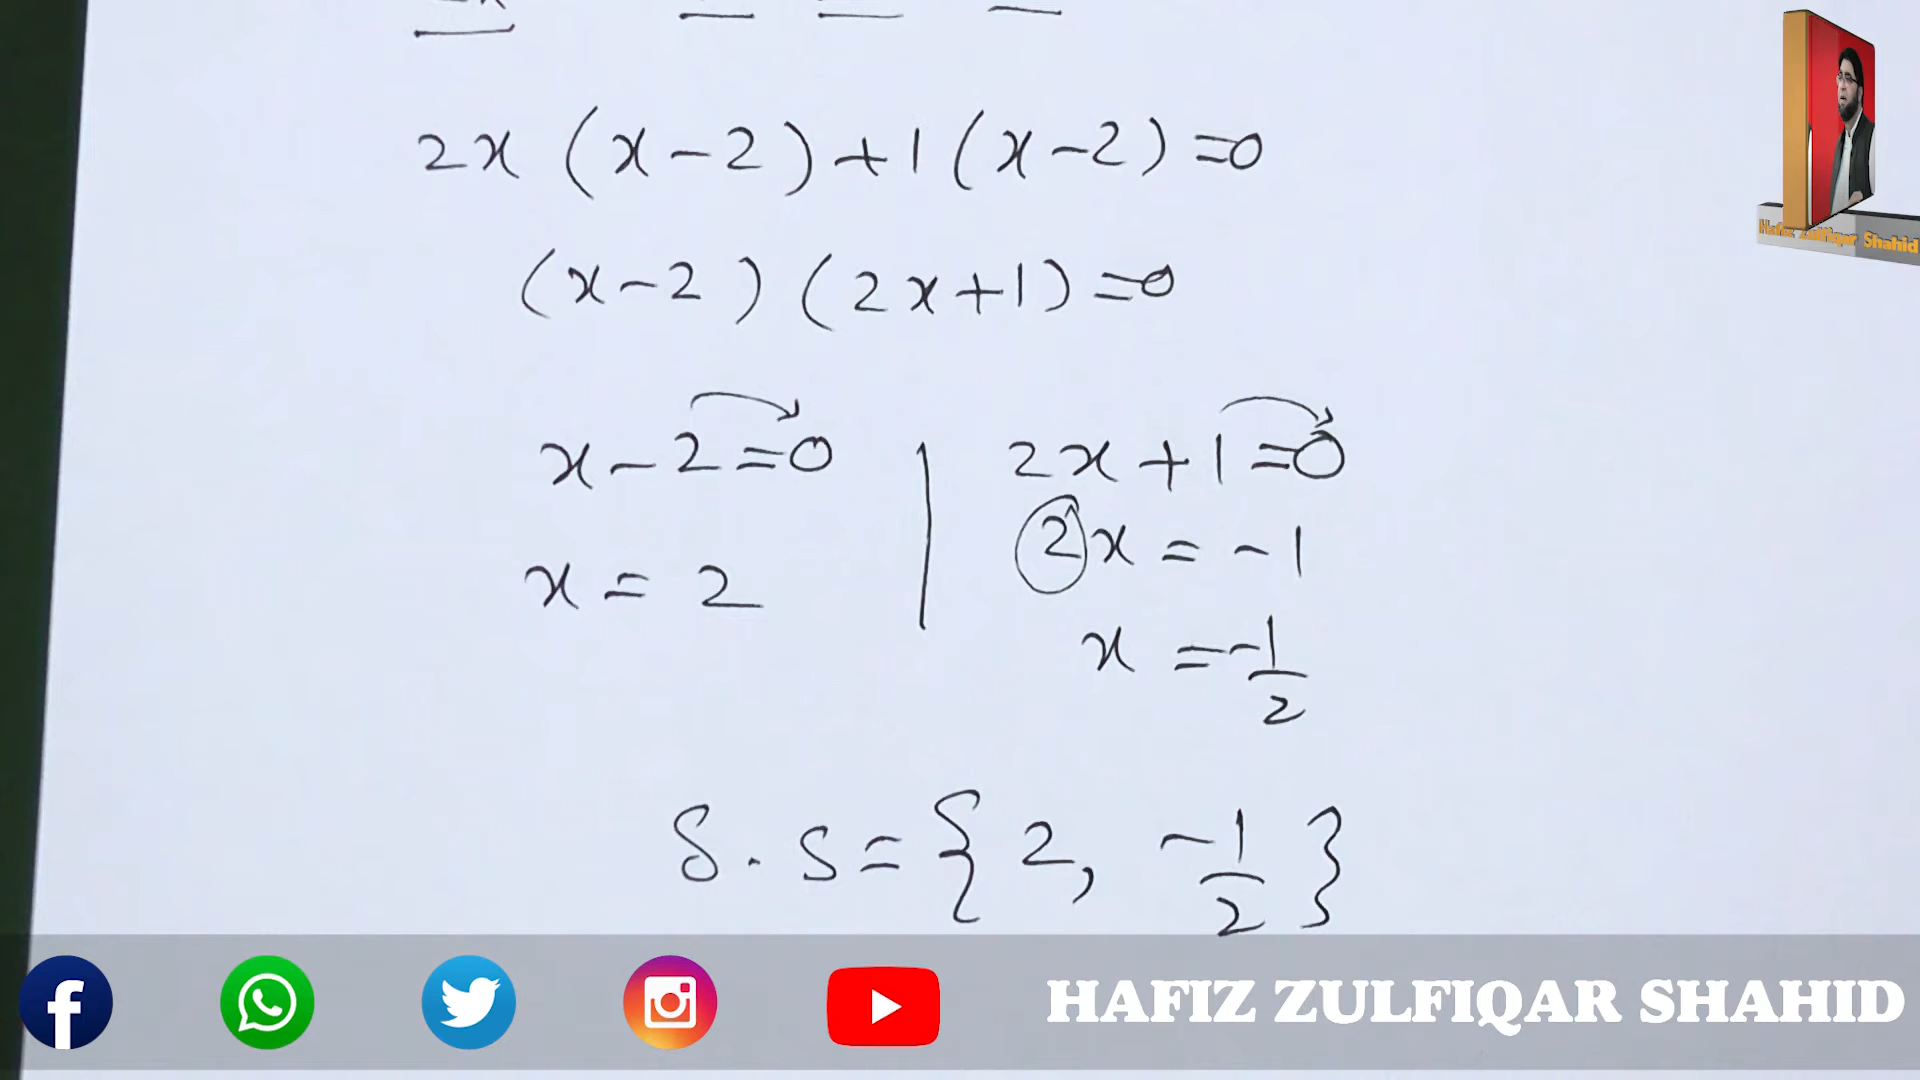 2x (x-2)+1(x-2)=0
(x-2)(2x+1)=0
x-2=0
x=2
2x+1=0
2x=-1
x=-1/2
S.S={2, -1/2}
Hafiz Zulfiqar Shahid
HAFIZ ZULFIQAR SHAHID